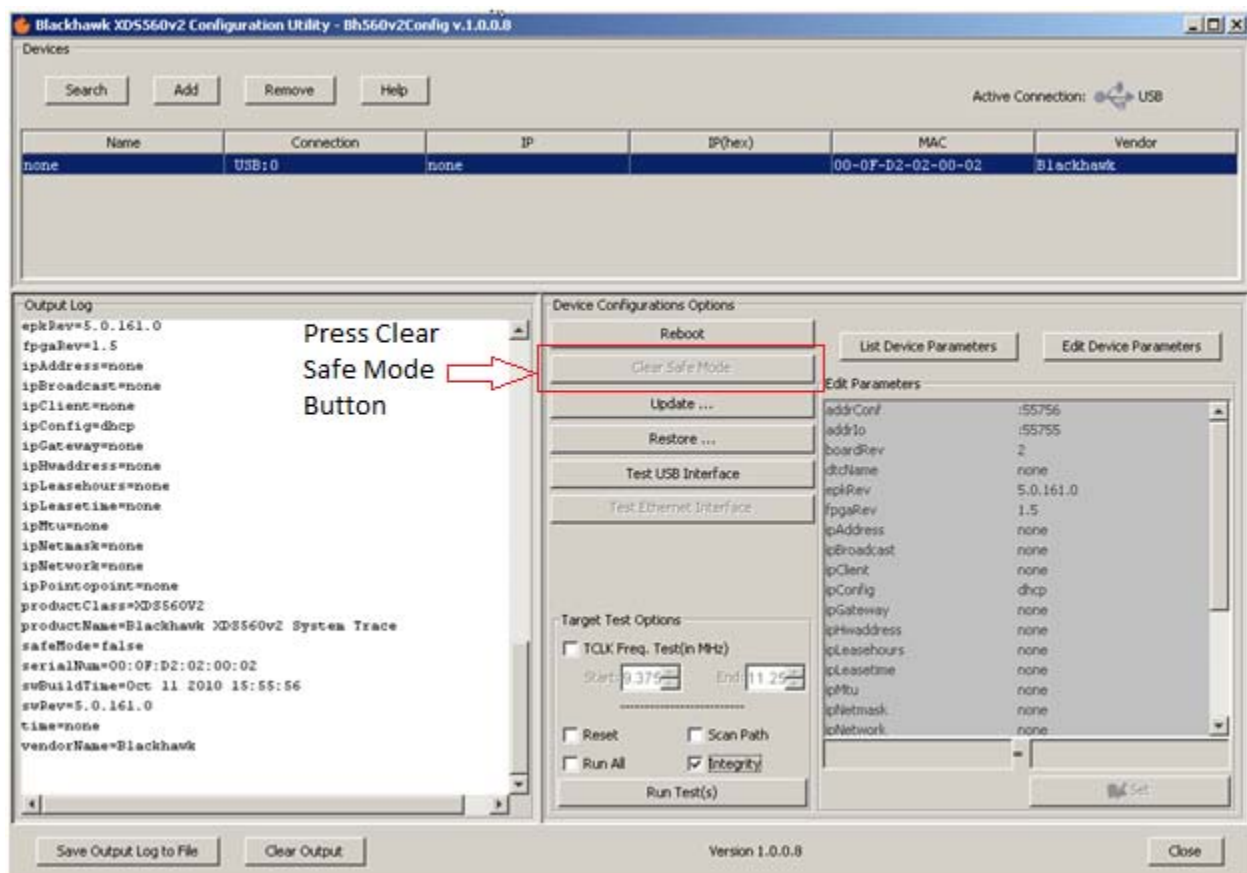 Blackhawk XDS560v2 Configuration Utility - Bh560v2Config v.1.0.0.8
Devices
Search Add Remove Help
Active Connection: USB
Name Connection IP IP(hex) MAC Vendor
none USB:0 none 00-0F-D2-02-00-02 Blackhawk
Output Log
epkRev=5.0.161.0
fpgaRev=1.5
ipAddress=none
ipBroadcast=none
ipClient=none
ipConfig=dhcp
ipGateway=none
ipHwaddress=none
ipLeasehours=none
ipLeasetime=none
ipMtu=none
ipNetmask=none
ipNetwork=none
ipPointopoint=none
productClass=XDS560V2
productName=Blackhawk XDS560v2 System Trace
safeMode=false
serialNum=00:0F:D2:02:00:02
swBuildTime=Oct 11 2010 15:55:56
swRev=5.0.161.0
time=none
vendorName=Blackhawk
Press Clear
Safe Mode
Button
Device Configurations Options
Reboot
Clear Safe Mode
Update ...
Restore ...
Test USB Interface
Test Ethernet Interface
Target Test Options
TCLK Freq. Test(in MHz)
Start: 9.375 End: 11.25
-------------------------
Reset Scan Path
Run All Integrity
Run Test(s)
List Device Parameters Edit Device Parameters
Edit Parameters
addrConf :55756
addrIo :55755
boardRev 2
dtcName none
epkRev 5.0.161.0
fpgaRev 1.5
ipAddress none
ipBroadcast none
ipClient none
ipConfig dhcp
ipGateway none
ipHwaddress none
ipLeasehours none
ipLeasetime none
ipMtu none
ipNetmask none
ipNetwork none
=
Set
Save Output Log to File Clear Output Version 1.0.0.8 Close